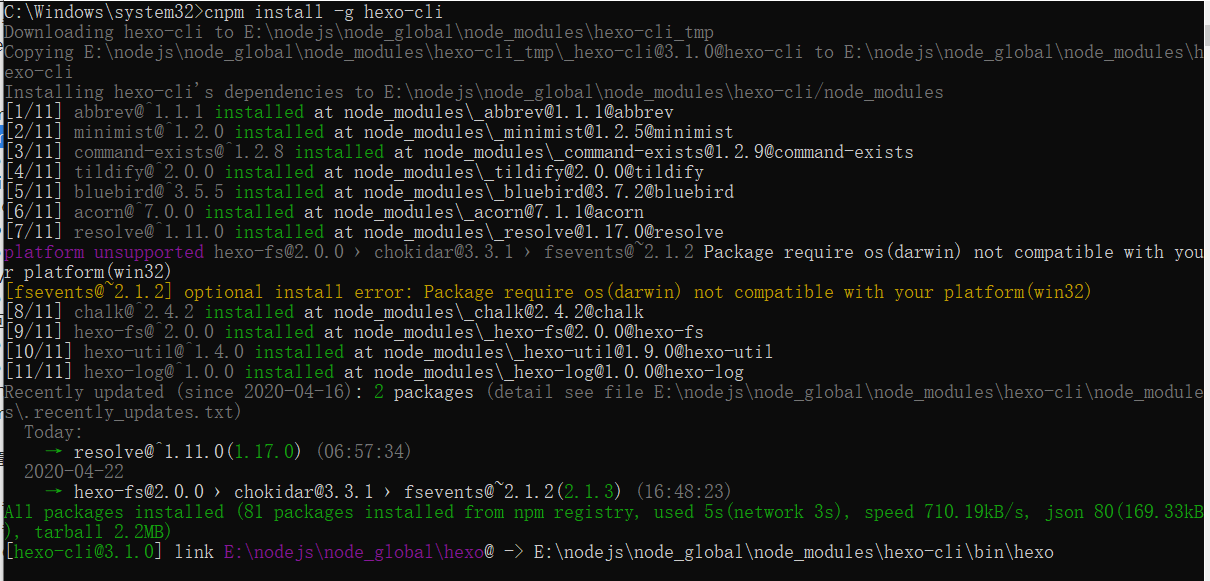 C:\Windows\system32>cnpm install -g hexo-cli
Downloading hexo-cli to E:\nodejs\node_global\node_modules\hexo-cli_tmp
Copying E:\nodejs\node_global\node_modules\hexo-cli_tmp\_hexo-cli@3.1.0@hexo-cli to E:\nodejs\node_global\node_modules\h
exo-cli
Installing hexo-cli's dependencies to E:\nodejs\node_global\node_modules\hexo-cli/node_modules
[1/11] abbrev@^1.1.1 installed at node_modules\_abbrev@1.1.1@abbrev
[2/11] minimist@^1.2.0 installed at node_modules\_minimist@1.2.5@minimist
[3/11] command-exists@^1.2.8 installed at node_modules\_command-exists@1.2.9@command-exists
[4/11] tildify@^2.0.0 installed at node_modules\_tildify@2.0.0@tildify
[5/11] bluebird@^3.5.5 installed at node_modules\_bluebird@3.7.2@bluebird
[6/11] acorn@^7.0.0 installed at node_modules\_acorn@7.1.1@acorn
[7/11] resolve@^1.11.0 installed at node_modules\_resolve@1.17.0@resolve
platform unsupported hexo-fs@2.0.0 › chokidar@3.3.1 › fsevents@~2.1.2 Package require os(darwin) not compatible with you
r platform(win32)
[fsevents@~2.1.2] optional install error: Package require os(darwin) not compatible with your platform(win32)
[8/11] chalk@^2.4.2 installed at node_modules\_chalk@2.4.2@chalk
[9/11] hexo-fs@^2.0.0 installed at node_modules\_hexo-fs@2.0.0@hexo-fs
[10/11] hexo-util@^1.4.0 installed at node_modules\_hexo-util@1.9.0@hexo-util
[11/11] hexo-log@^1.0.0 installed at node_modules\_hexo-log@1.0.0@hexo-log
Recently updated (since 2020-04-16): 2 packages (detail see file E:\nodejs\node_global\node_modules\hexo-cli\node_module
s\.recently_updates.txt)
Today:
→ resolve@^1.11.0(1.17.0) (06:57:34)
2020-04-22
→ hexo-fs@2.0.0 › chokidar@3.3.1 › fsevents@~2.1.2(2.1.3) (16:48:23)
All packages installed (81 packages installed from npm registry, used 5s(network 3s), speed 710.19kB/s, json 80(169.33kB
), tarball 2.2MB)
[hexo-cli@3.1.0] link E:\nodejs\node_global\hexo@ -> E:\nodejs\node_global\node_modules\hexo-cli\bin\hexo